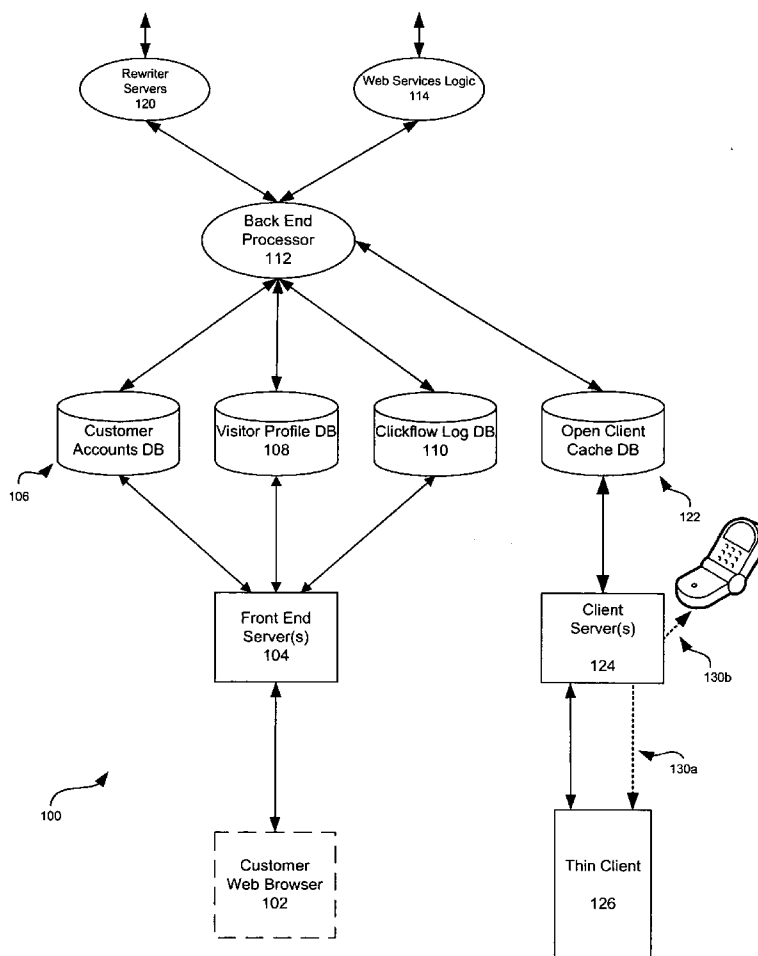 Rewriter
Servers
120
Web Services Logic
114
Back End
Processor
112
Customer
Accounts DB
Visitor Profile DB
108
Clickflow Log DB
110
Open Client
Cache DB
106
122
Front End
Server(s)
104
Client
Server(s)
124
130b
130a
100
Customer
Web Browser
102
Thin Client
126